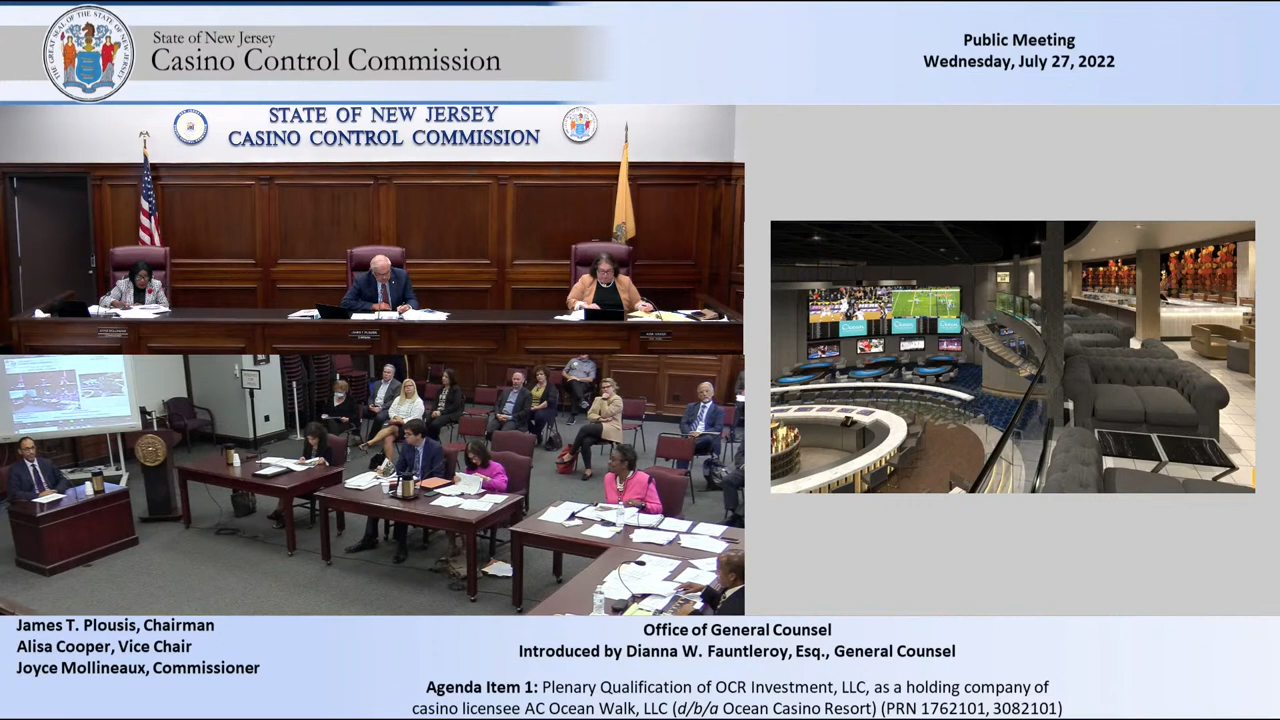 State of New Jersey
Casino Control Commission
Public Meeting
Wednesday, July 27, 2022
STATE OF NEW JERSEY
CASINO CONTROL COMMISSION
James T. Plousis, Chairman
Alisa Cooper, Vice Chair
Joyce Mollineaux, Commissioner
Office of General Counsel
Introduced by Dianna W. Fauntleroy, Esq., General Counsel
Agenda Item 1: Plenary Qualification of OCR Investment, LLC, as a holding company of
casino licensee AC Ocean Walk, LLC (d/b/a Ocean Casino Resort) (PRN 1762101, 3082101)